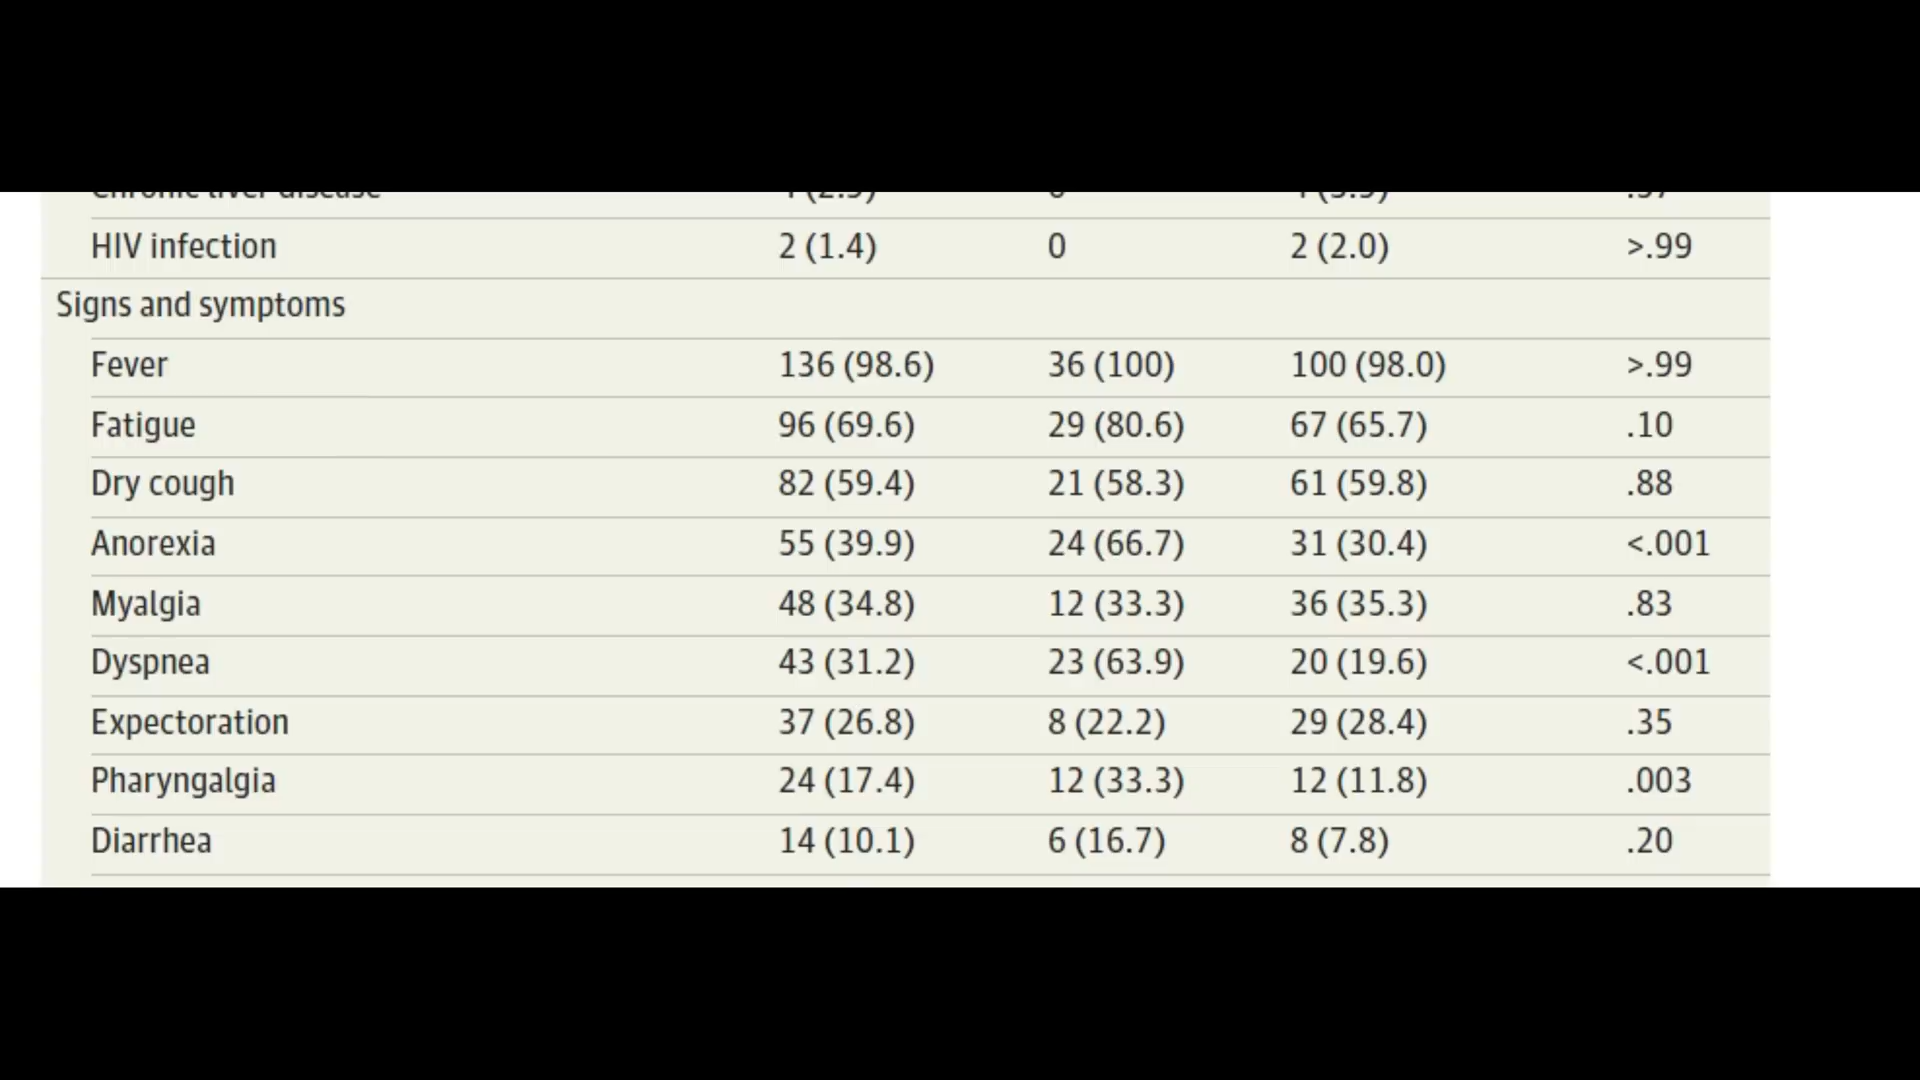 Chronic liver disease
HIV infection 2 (1.4) 0 2 (2.0) >.99
Signs and symptoms
Fever 136 (98.6) 36 (100) 100 (98.0) >.99
Fatigue 96 (69.6) 29 (80.6) 67 (65.7) .10
Dry cough 82 (59.4) 21 (58.3) 61 (59.8) .88
Anorexia 55 (39.9) 24 (66.7) 31 (30.4) <.001
Myalgia 48 (34.8) 12 (33.3) 36 (35.3) .83
Dyspnea 43 (31.2) 23 (63.9) 20 (19.6) <.001
Expectoration 37 (26.8) 8 (22.2) 29 (28.4) .35
Pharyngalgia 24 (17.4) 12 (33.3) 12 (11.8) .003
Diarrhea 14 (10.1) 6 (16.7) 8 (7.8) .20